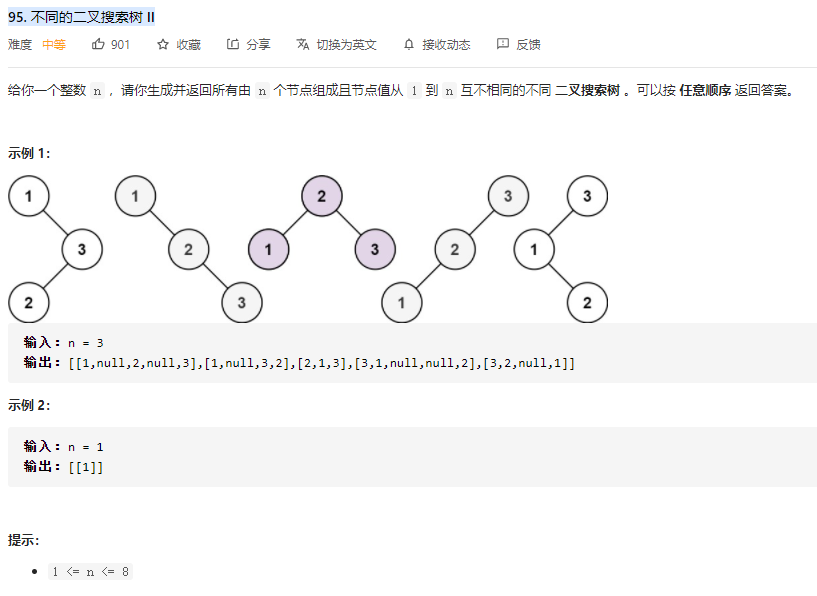 95. 不同的二叉搜索树 II
难度 中等 901 收藏 分享 切换为英文 接收动态 反馈
给你一个整数 n ，请你生成并返回所有由 n 个节点组成且节点值从 1 到 n 互不相同的不同 二叉搜索树 。可以按 任意顺序 返回答案。
示例 1：
1 1 2 3 3
3 2 1 3 2 1
2 3 1 2
输入：n = 3
输出：[[1,null,2,null,3],[1,null,3,2],[2,1,3],[3,1,null,null,2],[3,2,null,1]]
示例 2：
输入：n = 1
输出：[[1]]
提示：
• 1 <= n <= 8